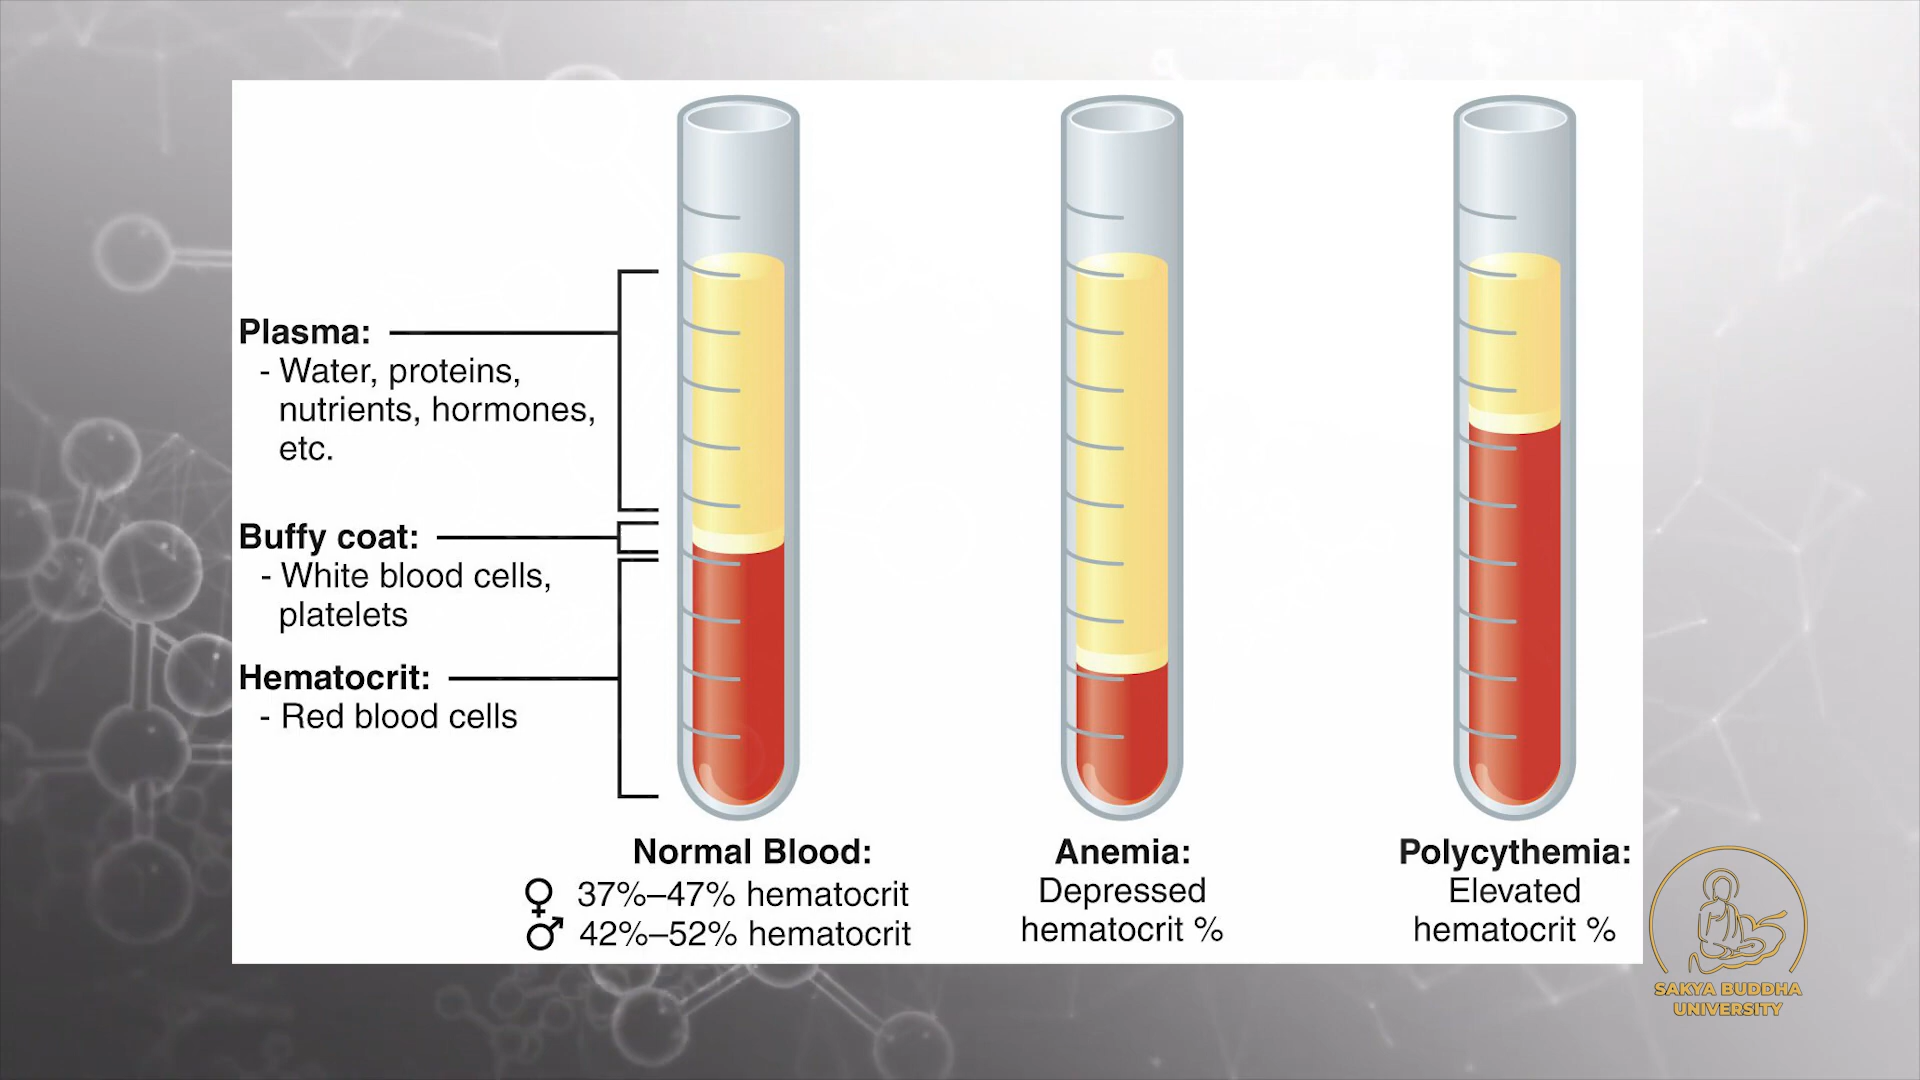 Plasma:
- Water, proteins,
nutrients, hormones,
etc.
Buffy coat:
- White blood cells,
platelets
Hematocrit:
- Red blood cells
Normal Blood:
♀ 37%–47% hematocrit
♂ 42%–52% hematocrit
Anemia:
Depressed
hematocrit %
Polycythemia:
Elevated
hematocrit %
SAKYA BUDDHA
UNIVERSITY